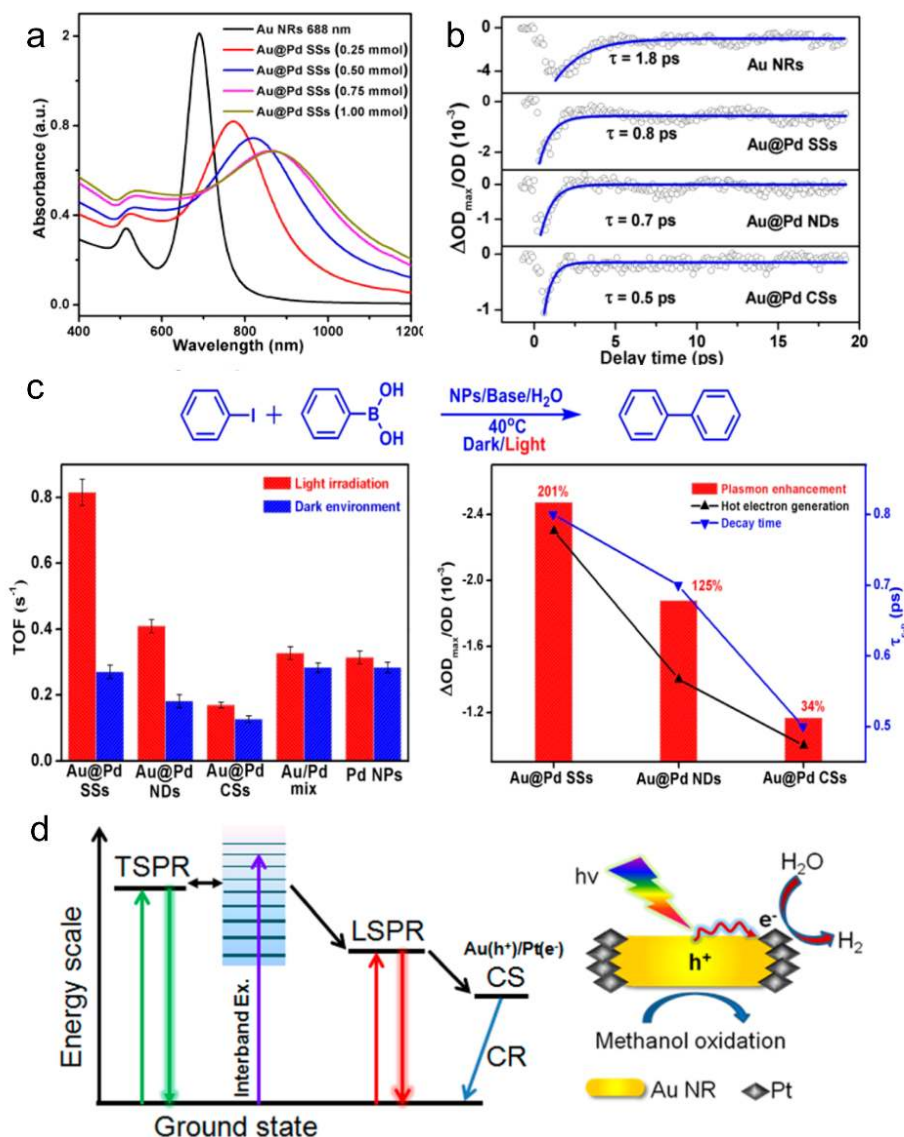 a
Au NRs 688 nm
Au@Pd SSs (0.25 mmol)
Au@Pd SSs (0.50 mmol)
Au@Pd SSs (0.75 mmol)
Au@Pd SSs (1.00 mmol)
2
1.2
0.8
0.4
0.0
Absorbance (a.u.)
400 600 800 1000 1200
Wavelength (nm)
b
0
-4
τ = 1.8 ps Au NRs
0
-2
τ = 0.8 ps Au@Pd SSs
0
-1
τ = 0.7 ps Au@Pd NDs
0
-1
τ = 0.5 ps Au@Pd CSs
ΔODmax/OD (10⁻³)
0 5 10 15 20
Delay time (ps)
c
I + B OH
OH
NPs/Base/H₂O
40°C
Dark/Light
Light irradiation
Dark environment
0.8
0.6
0.4
0.2
0.0
TOF (s⁻¹)
Au@Pd SSs
Au@Pd NDs
Au@Pd CSs
Au/Pd mix
Pd NPs
201%
125%
34%
Plasmon enhancement
Hot electron generation
Decay time
-2.4
-2.0
-1.6
-1.2
ΔODmax/OD (10⁻³)
0.8
0.7
0.6
0.5
(ps)
Au@Pd SSs Au@Pd NDs Au@Pd CSs
d
Energy scale
TSPR
Interband Ex.
LSPR
Au(h⁺)/Pt(e⁻)
CS
CR
Ground state
hν
H₂O
e⁻
H₂
h⁺
Methanol oxidation
Au NR Pt